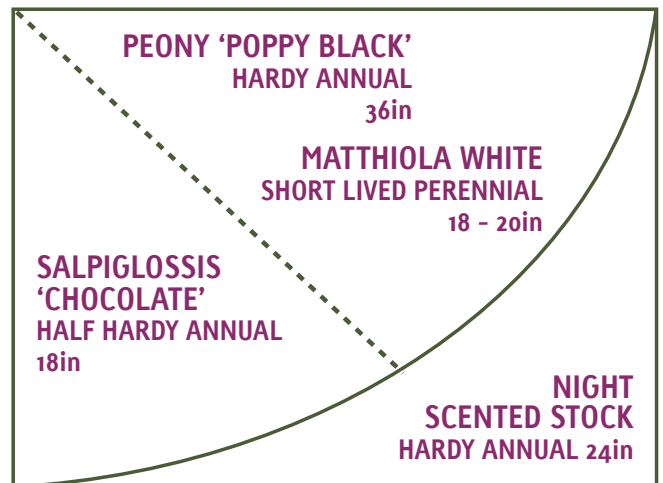 PEONY ‘POPPY BLACK’
HARDY ANNUAL
36in
MATTHIOLA WHITE
SHORT LIVED PERENNIAL
18 - 20in
SALPIGLOSSIS
‘CHOCOLATE’
HALF HARDY ANNUAL
18in
NIGHT
SCENTED STOCK
HARDY ANNUAL 24in